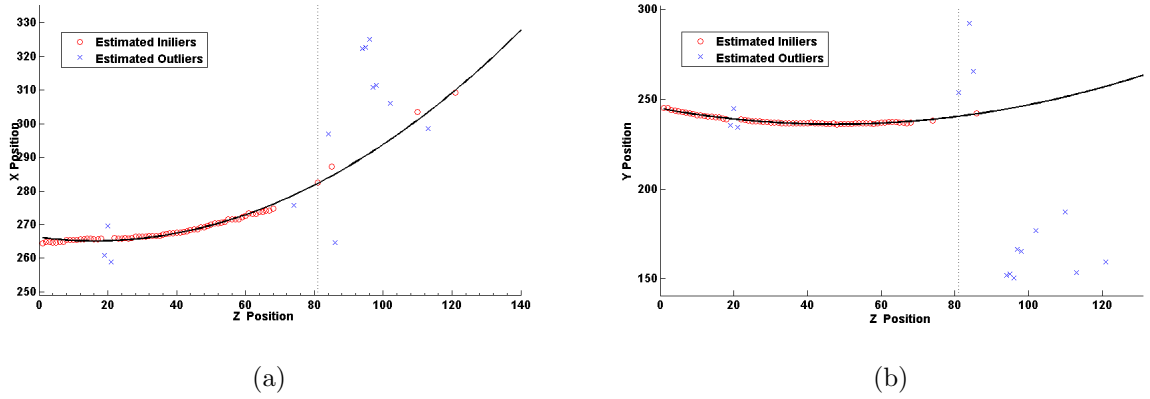 330
320
310
300
290
280
270
260
250
X Position
0
20
40
60
80
100
120
140
Z Position
Estimated Iniliers
Estimated Outliers
(a)
300
250
200
150
Y Position
0
20
40
60
80
100
120
Z Position
Estimated Inliers
Estimated Outliers
(b)